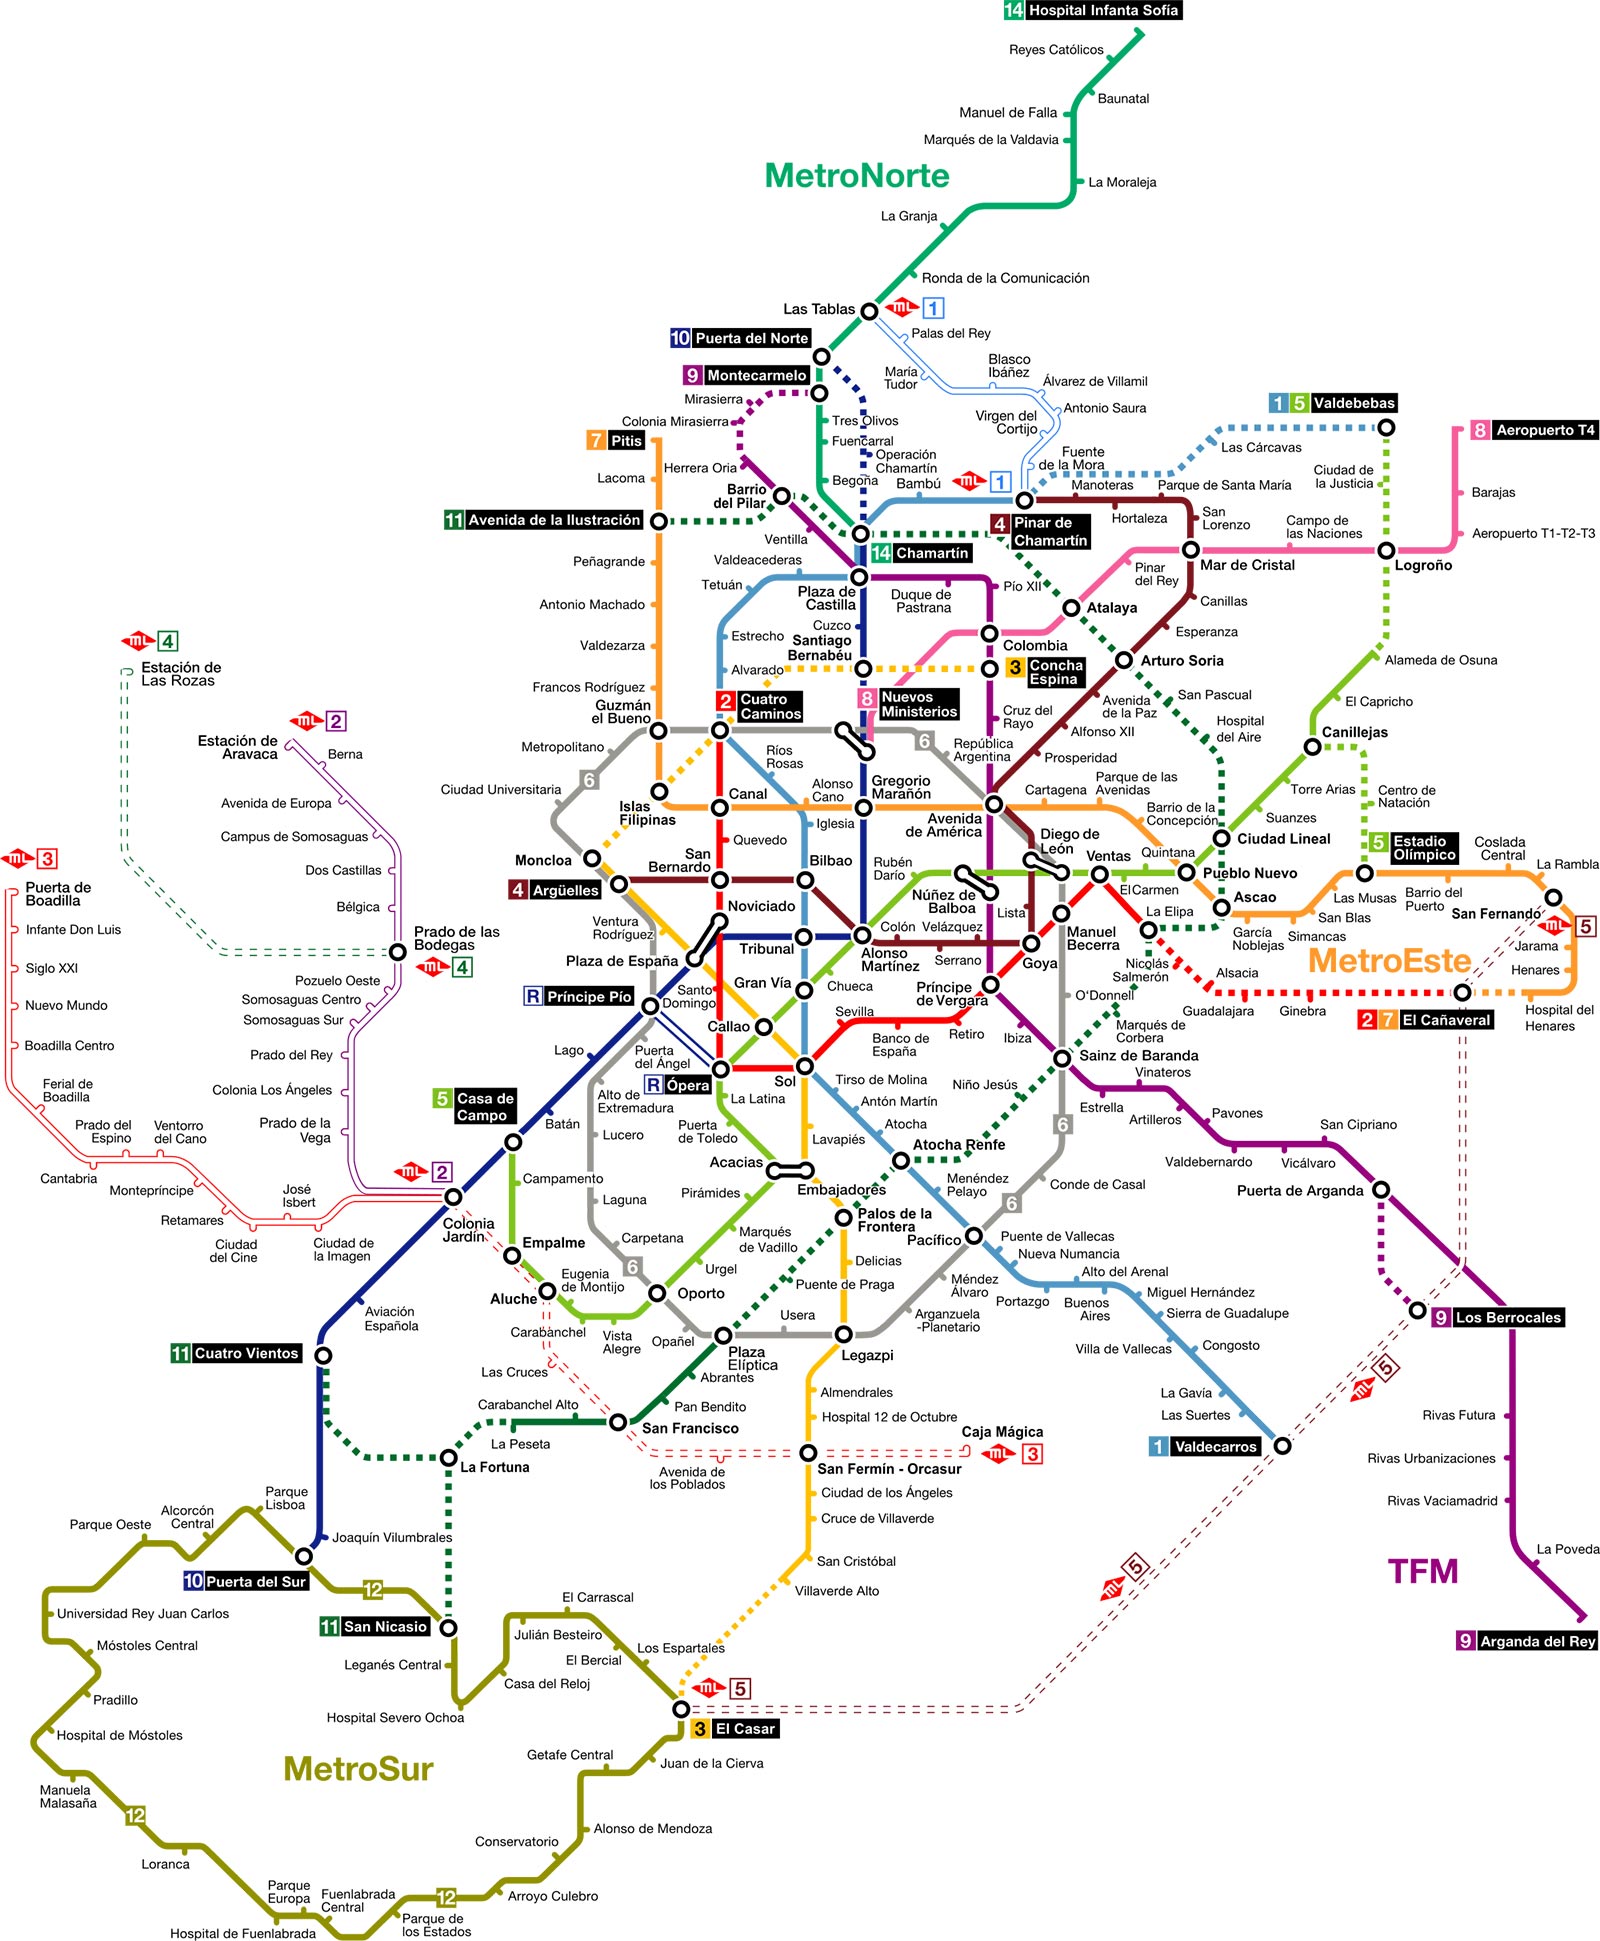 14 Hospital Infanta Sofía
Reyes Católicos
Baunatal
Manuel de Falla
Marqués de la Valdavia
MetroNorte
La Moraleja
La Granja
Ronda de la Comunicación
Las Tablas
ml 1
10 Puerta del Norte
Palas del Rey
9 Montecarmelo
María
Tudor
Blasco
Ibáñez
Álvarez de Villamil
Antonio Saura
Virgen del
Cortijo
Mirasierra
Colonia Mirasierra
Tres Olivos
Fuencarral
Operación
Chamartín
Begoña
1 5 Valdebebas
8 Aeropuerto T4
7 Pitis
Las Cárcavas
Fuente
de la Mora
Herrera Oria
Lacoma
Barrio
del Pilar
Bambú
ml 1
Manoteras
Parque de Santa María
Hortaleza
San
Lorenzo
Ciudad de
la Justicia
Barajas
Campo de
las Naciones
Aeropuerto T1-T2-T3
11 Avenida de la Ilustración
Ventilla
4 Pinar de
Chamartín
14 Chamartín
Peñagrande
Valdeacederas
Tetuán
Plaza de
Castilla
Duque de
Pastrana
Pío XII
Pinar
del Rey
Mar de Cristal
Logroño
Canillas
Antonio Machado
Atalaya
Cuzco
Estrecho
Santiago
Bernabéu
Colombia
Esperanza
Valdezarza
Alvarado
3 Concha
Espina
Arturo Soria
Alameda de Osuna
Francos Rodríguez
2 Cuatro
Caminos
8 Nuevos
Ministerios
San Pascual
Avenida
de la Paz
El Capricho
Guzmán
el Bueno
Cruz del
Rayo
Hospital
del Aire
Alfonso XII
Canillejas
Metropolitano
6
República
Argentina
Prosperidad
Ríos
Rosas
6
Ciudad Universitaria
Alonso
Cano
Gregorio
Marañón
Cartagena
Parque de las
Avenidas
Torre Arias
Centro de
Natación
Canal
Islas
Filipinas
Iglesia
Avenida
de América
Barrio de la
Concepción
Suanzes
Quevedo
Diego de
León
Ciudad Lineal
5 Estadio
Olímpico
Coslada
Central
La Rambla
Moncloa
San
Bernardo
Bilbao
Rubén
Darío
Ventas
Quintana
Pueblo Nuevo
4 Argüelles
Núñez de
Balboa
El Carmen
Ascao
Las Musas
Barrio del
Puerto
San Fernando
ml 5
Noviciado
Lista
La Elipa
San Blas
Simancas
García
Noblejas
Ventura
Rodríguez
Tribunal
Colón
Velázquez
Manuel
Becerra
Jarama
Plaza de España
Alonso
Martínez
Serrano
Goya
Nicolás
Salmerón
MetroEste
Henares
Gran Vía
Chueca
Príncipe
de Vergara
Alsacia
R Príncipe Pío
Santo
Domingo
O'Donnell
Guadalajara
Ginebra
2 7 El Cañaveral
Hospital del
Henares
Callao
Sevilla
Banco de
España
Retiro
Ibiza
Marqués de
Corbera
Lago
Puerta
del Ángel
R Ópera
Sol
Sainz de Baranda
Vinateros
Tirso de Molina
Niño Jesús
Estrella
Artilleros
Pavones
San Cipriano
5 Casa de
Campo
Alto de
Extremadura
La Latina
Antón Martín
Batán
Lucero
Puerta
de Toledo
Atocha
Lavapiés
6
Valdebernardo
Vicálvaro
Atocha Renfe
Acacias
Campamento
Pirámides
Embajadores
Menéndez
Pelayo
Conde de Casal
Puerta de Arganda
Laguna
Palos de la
Frontera
Pacífico
6
ml 4
Estación de
Las Rozas
ml 2
Estación de
Aravaca
Berna
Avenida de Europa
Campus de Somosaguas
Dos Castillas
Bélgica
Prado de las
Bodegas
ml 4
Pozuelo Oeste
Somosaguas Centro
Somosaguas Sur
Prado del Rey
Colonia Los Ángeles
Prado de la
Vega
ml 3
Puerta de
Boadilla
Infante Don Luis
Siglo XXI
Nuevo Mundo
Boadilla Centro
Ferial de
Boadilla
Prado del
Espino
Ventorro
del Cano
Cantabria
Montepríncipe
Retamares
José
Isbert
Ciudad
del Cine
Ciudad de
la Imagen
ml 2
Colonia
Jardín
Empalme
Carpetana
Marqués
de Vadillo
Urgel
6
Aluche
Eugenia
de Montijo
Oporto
Delicias
Puente de Praga
Puente de Vallecas
Nueva Numancia
Alto del Arenal
Méndez
Álvaro
Portazgo
Buenos
Aires
Miguel Hernández
Sierra de Guadalupe
Aviación
Española
Carabanchel
Vista
Alegre
Opañel
Usera
Arganzuela
-Planetario
9 Los Berrocales
Villa de Vallecas
Congosto
11 Cuatro Vientos
Plaza
Elíptica
Legazpi
Las Cruces
Abrantes
ml 5
La Gavía
Las Suertes
Almendrales
Carabanchel Alto
Pan Bendito
Hospital 12 de Octubre
La Peseta
San Francisco
Caja Mágica
ml 3
1 Valdecarros
Rivas Futura
La Fortuna
Avenida de
los Poblados
San Fermín - Orcasur
Rivas Urbanizaciones
Ciudad de los Ángeles
Rivas Vaciamadrid
Cruce de Villaverde
San Cristóbal
Villaverde Alto
La Poveda
TFM
ml 5
9 Arganda del Rey
Parque
Lisboa
Alcorcón
Central
Parque Oeste
Joaquín Vilumbrales
10 Puerta del Sur
12
Universidad Rey Juan Carlos
11 San Nicasio
El Carrascal
Julián Besteiro
Los Espartales
El Bercial
Móstoles Central
Leganés Central
Casa del Reloj
Pradillo
ml 5
Hospital Severo Ochoa
3 El Casar
Hospital de Móstoles
MetroSur
Getafe Central
Juan de la Cierva
Manuela
Malasaña
12
Alonso de Mendoza
Conservatorio
Loranca
Parque
Europa
Fuenlabrada
Central
12
Arroyo Culebro
Parque de
los Estados
Hospital de Fuenlabrada